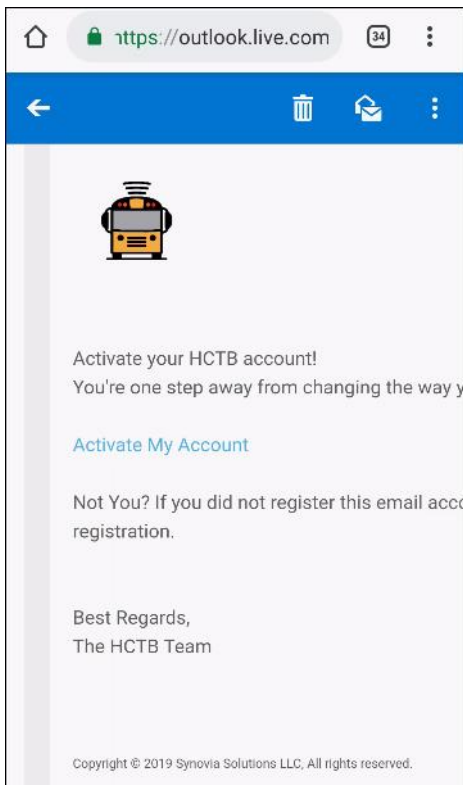 https://outlook.live.com
34
Activate your HCTB account!
You're one step away from changing the way y
Activate My Account
Not You? If you did not register this email acco
registration.
Best Regards,
The HCTB Team
Copyright © 2019 Synovia Solutions LLC, All rights reserved.